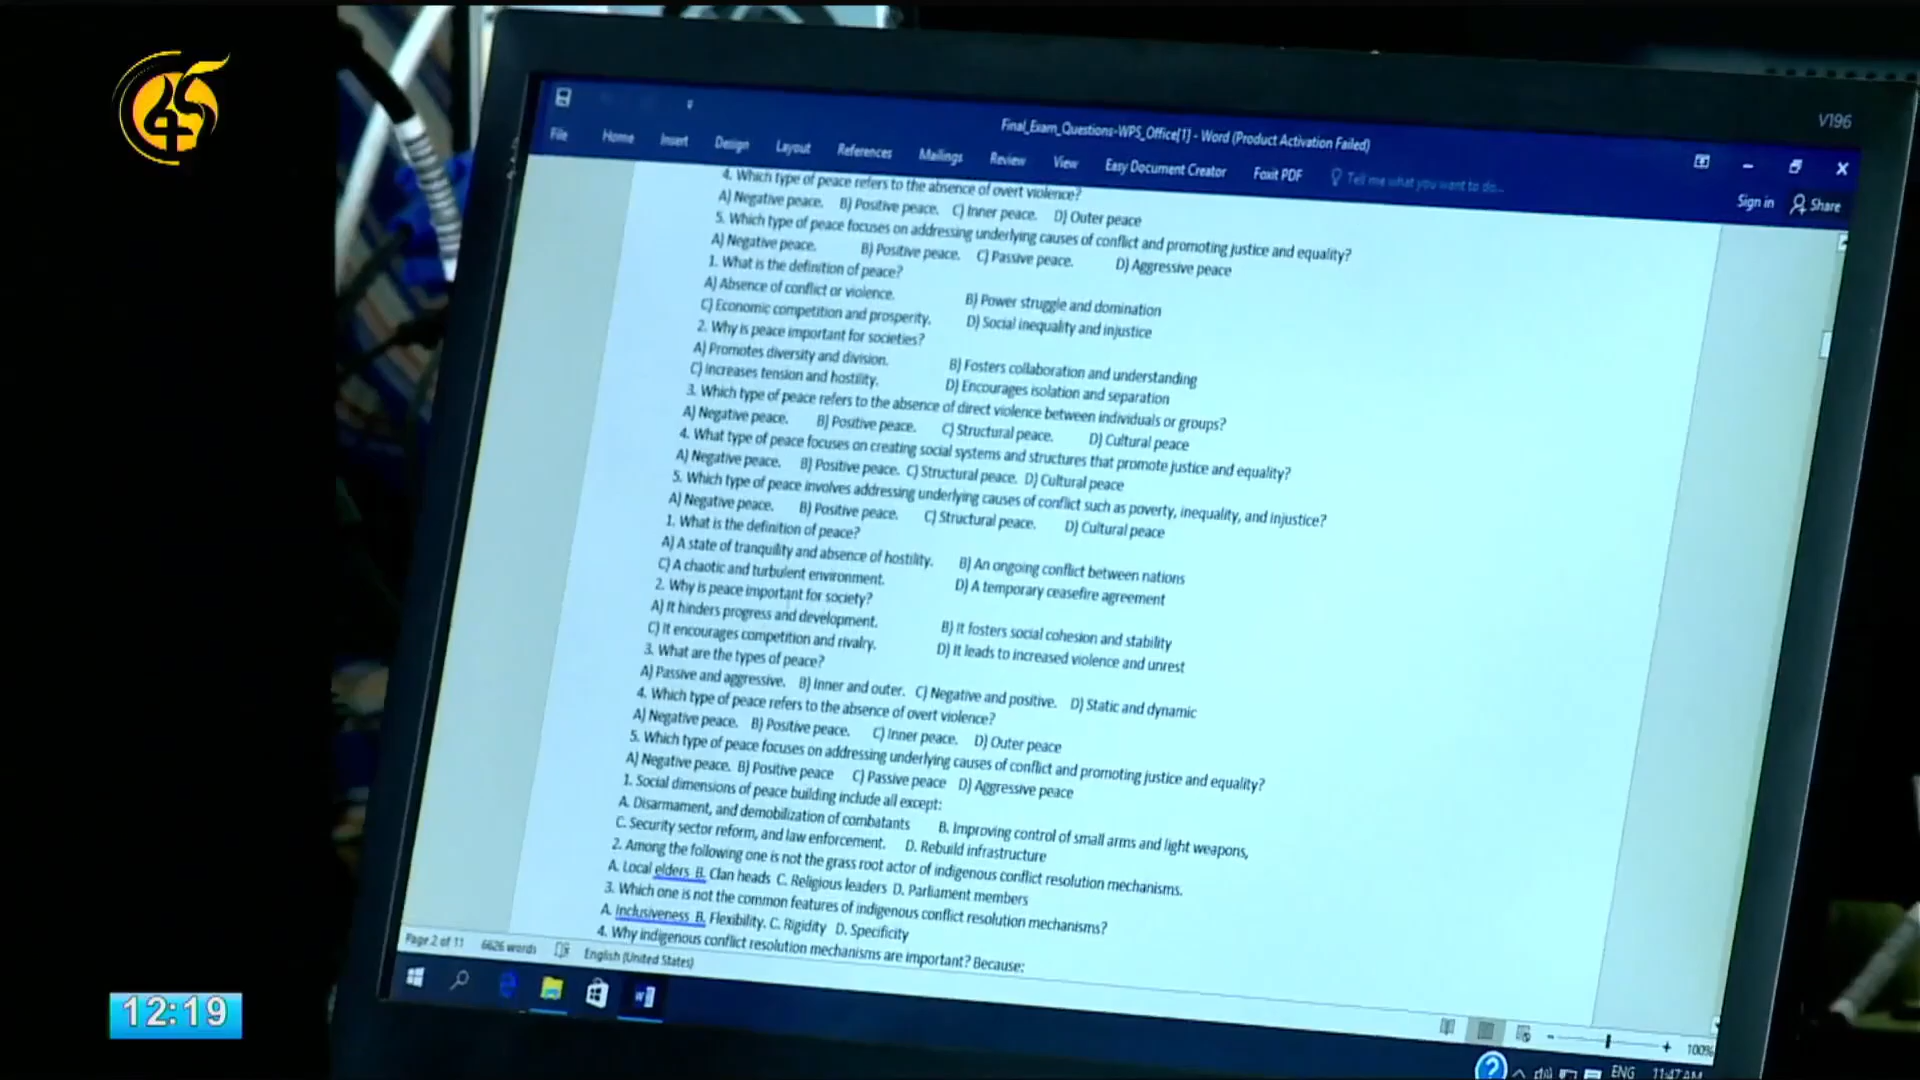 45
V196
Final_Exam_Questions-WPS_Office[1] - Word (Product Activation Failed)
File Home Insert Design Layout References Mailings Review View Easy Document Creator Foxit PDF Tell me what you want to do...
Sign in Share
4. Which type of peace refers to the absence of overt violence?
A) Negative peace. B) Positive peace. C) Inner peace. D) Outer peace
5. Which type of peace focuses on addressing underlying causes of conflict and promoting justice and equality?
A) Negative peace. B) Positive peace. C) Passive peace. D) Aggressive peace
1. What is the definition of peace?
A) Absence of conflict or violence. B) Power struggle and domination
C) Economic competition and prosperity. D) Social inequality and injustice
2. Why is peace important for societies?
A) Promotes diversity and division. B) Fosters collaboration and understanding
C) Increases tension and hostility. D) Encourages isolation and separation
3. Which type of peace refers to the absence of direct violence between individuals or groups?
A) Negative peace. B) Positive peace. C) Structural peace. D) Cultural peace
4. What type of peace focuses on creating social systems and structures that promote justice and equality?
A) Negative peace. B) Positive peace. C) Structural peace. D) Cultural peace
5. Which type of peace involves addressing underlying causes of conflict such as poverty, inequality, and injustice?
A) Negative peace. B) Positive peace. C) Structural peace. D) Cultural peace
1. What is the definition of peace?
A) A state of tranquility and absence of hostility. B) An ongoing conflict between nations
C) A chaotic and turbulent environment. D) A temporary ceasefire agreement
2. Why is peace important for society?
A) It hinders progress and development. B) It fosters social cohesion and stability
C) It encourages competition and rivalry. D) It leads to increased violence and unrest
3. What are the types of peace?
A) Passive and aggressive. B) Inner and outer. C) Negative and positive. D) Static and dynamic
4. Which type of peace refers to the absence of overt violence?
A) Negative peace. B) Positive peace. C) Inner peace. D) Outer peace
5. Which type of peace focuses on addressing underlying causes of conflict and promoting justice and equality?
A) Negative peace. B) Positive peace C) Passive peace D) Aggressive peace
1. Social dimensions of peace building include all except:
A. Disarmament, and demobilization of combatants B. Improving control of small arms and light weapons,
C. Security sector reform, and law enforcement. D. Rebuild infrastructure
2. Among the following one is not the grass root actor of indigenous conflict resolution mechanisms.
A. Local elders B. Clan heads C. Religious leaders D. Parliament members
3. Which one is not the common features of indigenous conflict resolution mechanisms?
A. Inclusiveness B. Flexibility. C. Rigidity D. Specificity
4. Why indigenous conflict resolution mechanisms are important? Because:
Page 2 of 11 6626 words English (United States)
100%
ENG 11:47 AM
12:19